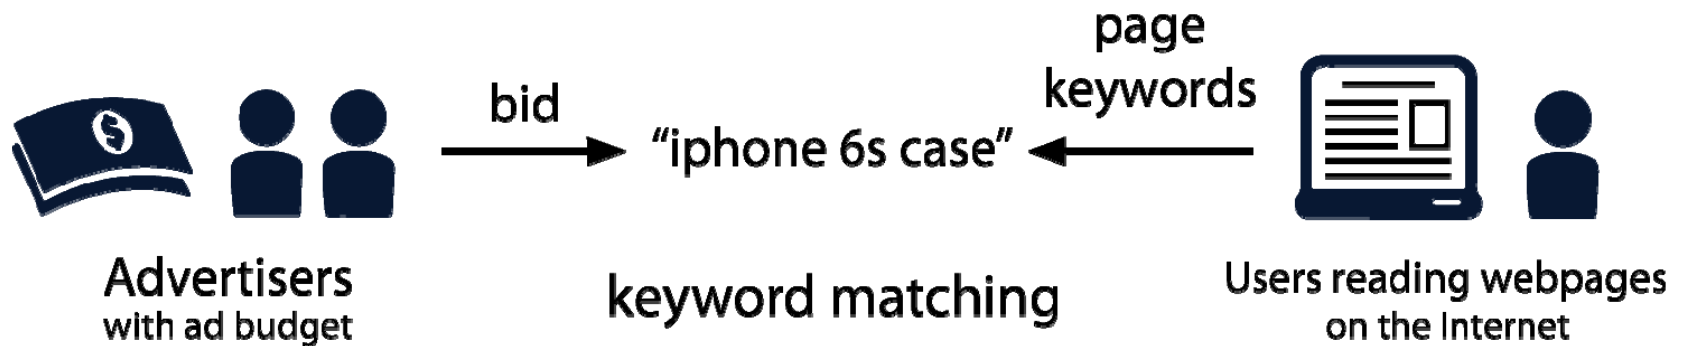 bid
page
keywords
“iphone 6s case”
Advertisers
with ad budget
keyword matching
Users reading webpages
on the Internet
$